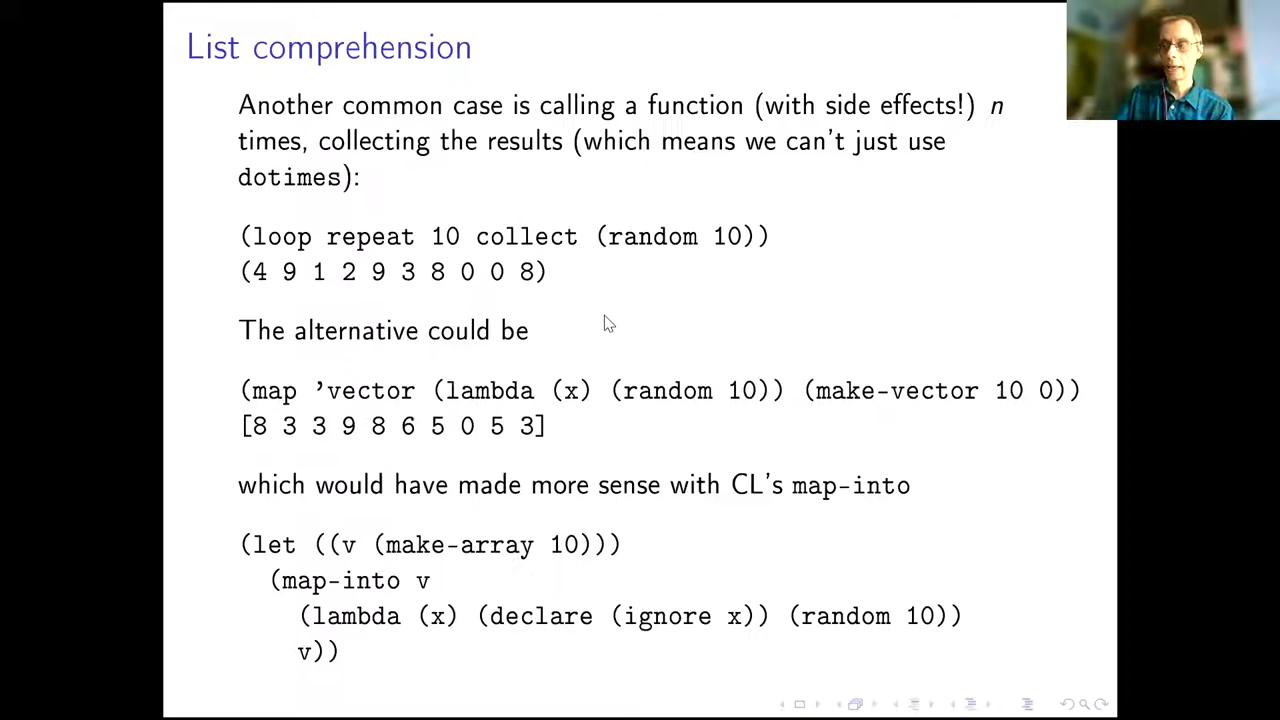 List comprehension
Another common case is calling a function (with side effects!) n
times, collecting the results (which means we can't just use
dotimes):
(loop repeat 10 collect (random 10))
(4 9 1 2 9 3 8 0 0 8)
The alternative could be
(map ’vector (lambda (x) (random 10)) (make-vector 10 0))
[8 3 3 9 8 6 5 0 5 3]
which would have made more sense with CL's map-into
(let ((v (make-array 10)))
(map-into v
(lambda (x) (declare (ignore x)) (random 10))
v))